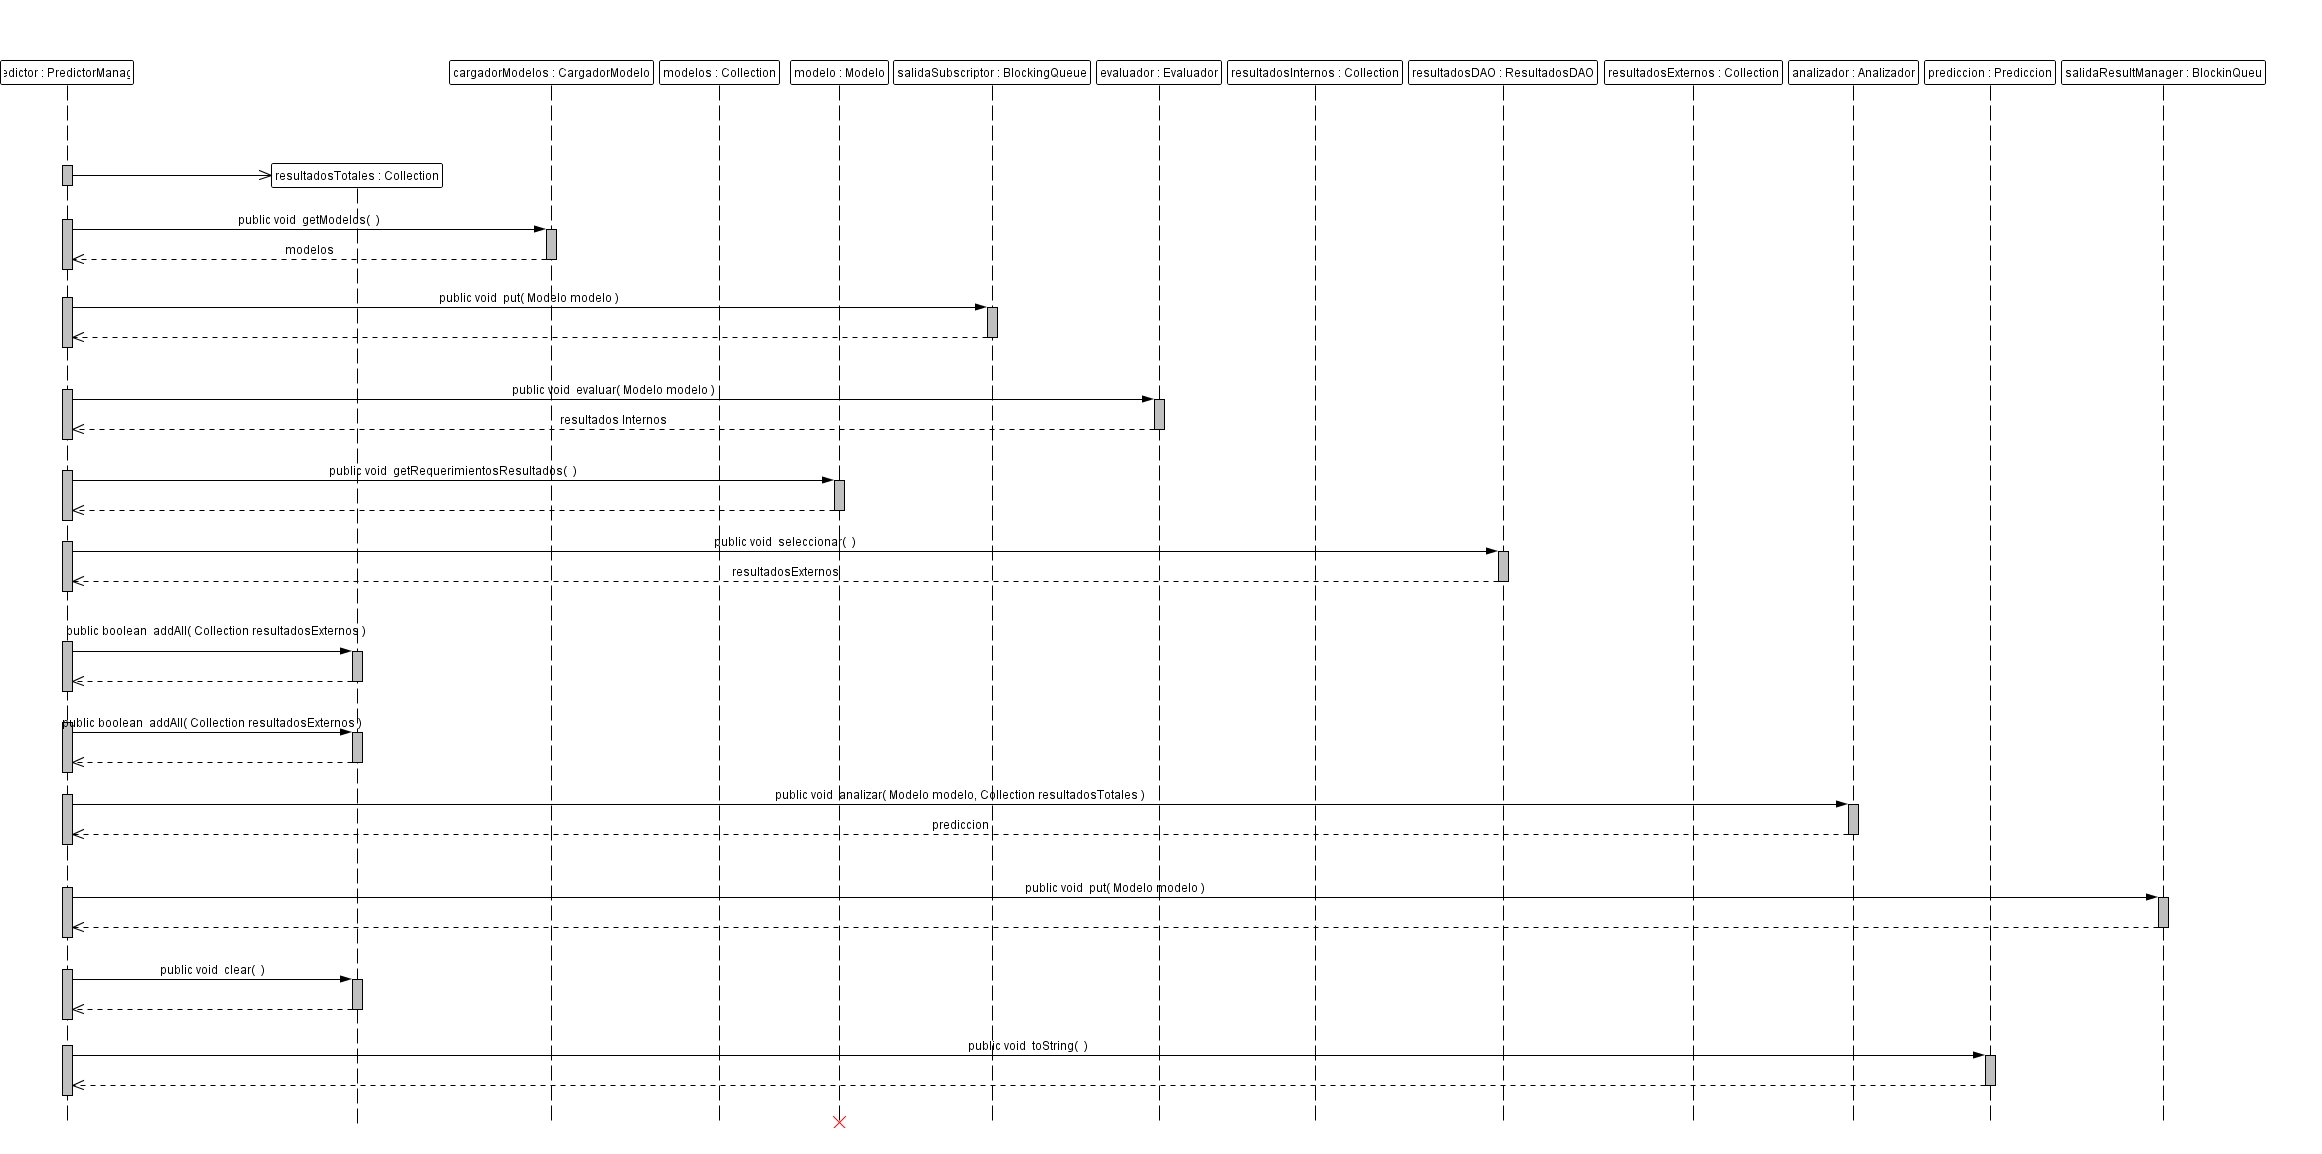 edictor : PredictorManag
cargadorModelos : CargadorModelo
modelos : Collection
modelo : Modelo
salidaSubscriptor : BlockingQueue
evaluador : Evaluador
resultadosInternos : Collection
resultadosDAO : ResultadosDAO
resultadosExternos : Collection
analizador : Analizador
prediccion : Prediccion
salidaResultManager : BlockinQueu
resultadosTotales : Collection
public void getModelos( )
modelos
public void put( Modelo modelo )
public void evaluar( Modelo modelo )
resultados Internos
public void getRequerimientosResultados( )
public void seleccionar( )
resultadosExternos
public boolean addAll( Collection resultadosExternos )
public boolean addAll( Collection resultadosExternos )
public void analizar( Modelo modelo, Collection resultadosTotales )
prediccion
public void put( Modelo modelo )
public void clear( )
public void toString( )